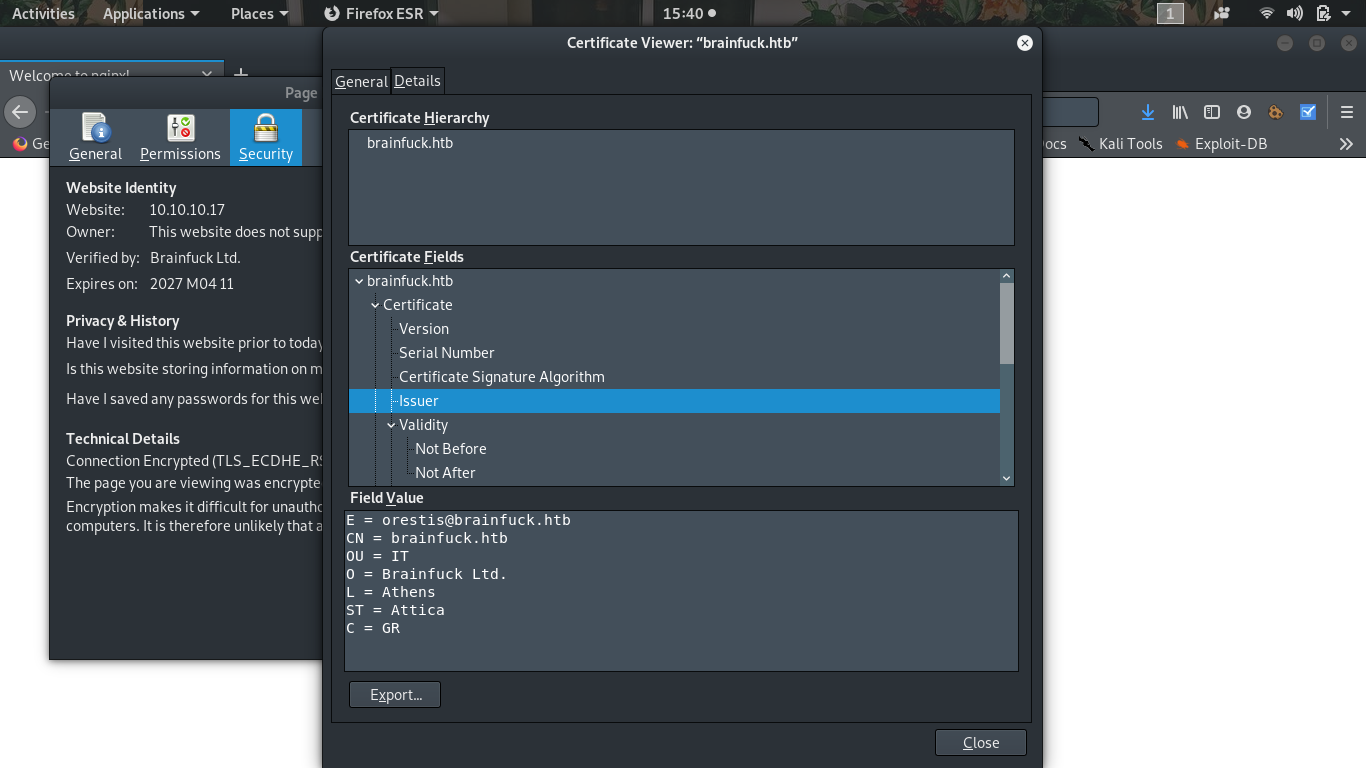 Activities Applications Places Firefox ESR 15:40 1
Certificate Viewer: “brainfuck.htb”
Welcome to nginx!
Page
General Details
General Permissions Security
Certificate Hierarchy
brainfuck.htb
Ge
ocs Kali Tools Exploit-DB
Website Identity
Website: 10.10.10.17
Owner: This website does not supp
Verified by: Brainfuck Ltd.
Expires on: 2027 M04 11
Privacy & History
Have I visited this website prior to today
Is this website storing information on m
Have I saved any passwords for this we
Technical Details
Connection Encrypted (TLS_ECDHE_RS
The page you are viewing was encrypte
Encryption makes it difficult for unautho
computers. It is therefore unlikely that a
Certificate Fields
brainfuck.htb
Certificate
Version
Serial Number
Certificate Signature Algorithm
Issuer
Validity
Not Before
Not After
Field Value
E = orestis@brainfuck.htb
CN = brainfuck.htb
OU = IT
O = Brainfuck Ltd.
L = Athens
ST = Attica
C = GR
Export...
Close